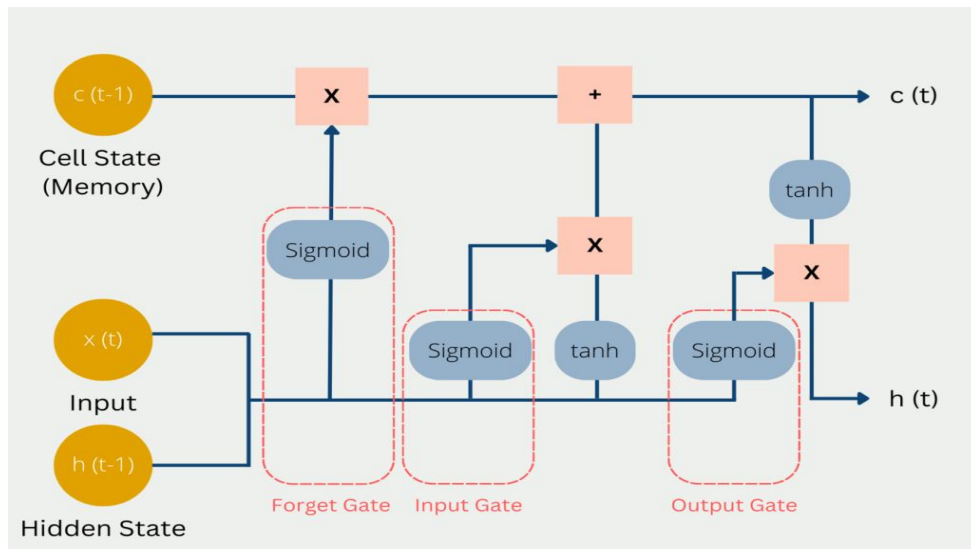 c (t-1)
X
+
c (t)
Cell State
(Memory)
tanh
Sigmoid
X
X
x (t)
Sigmoid
tanh
Sigmoid
Input
h (t)
h (t-1)
Forget Gate
Input Gate
Output Gate
Hidden State